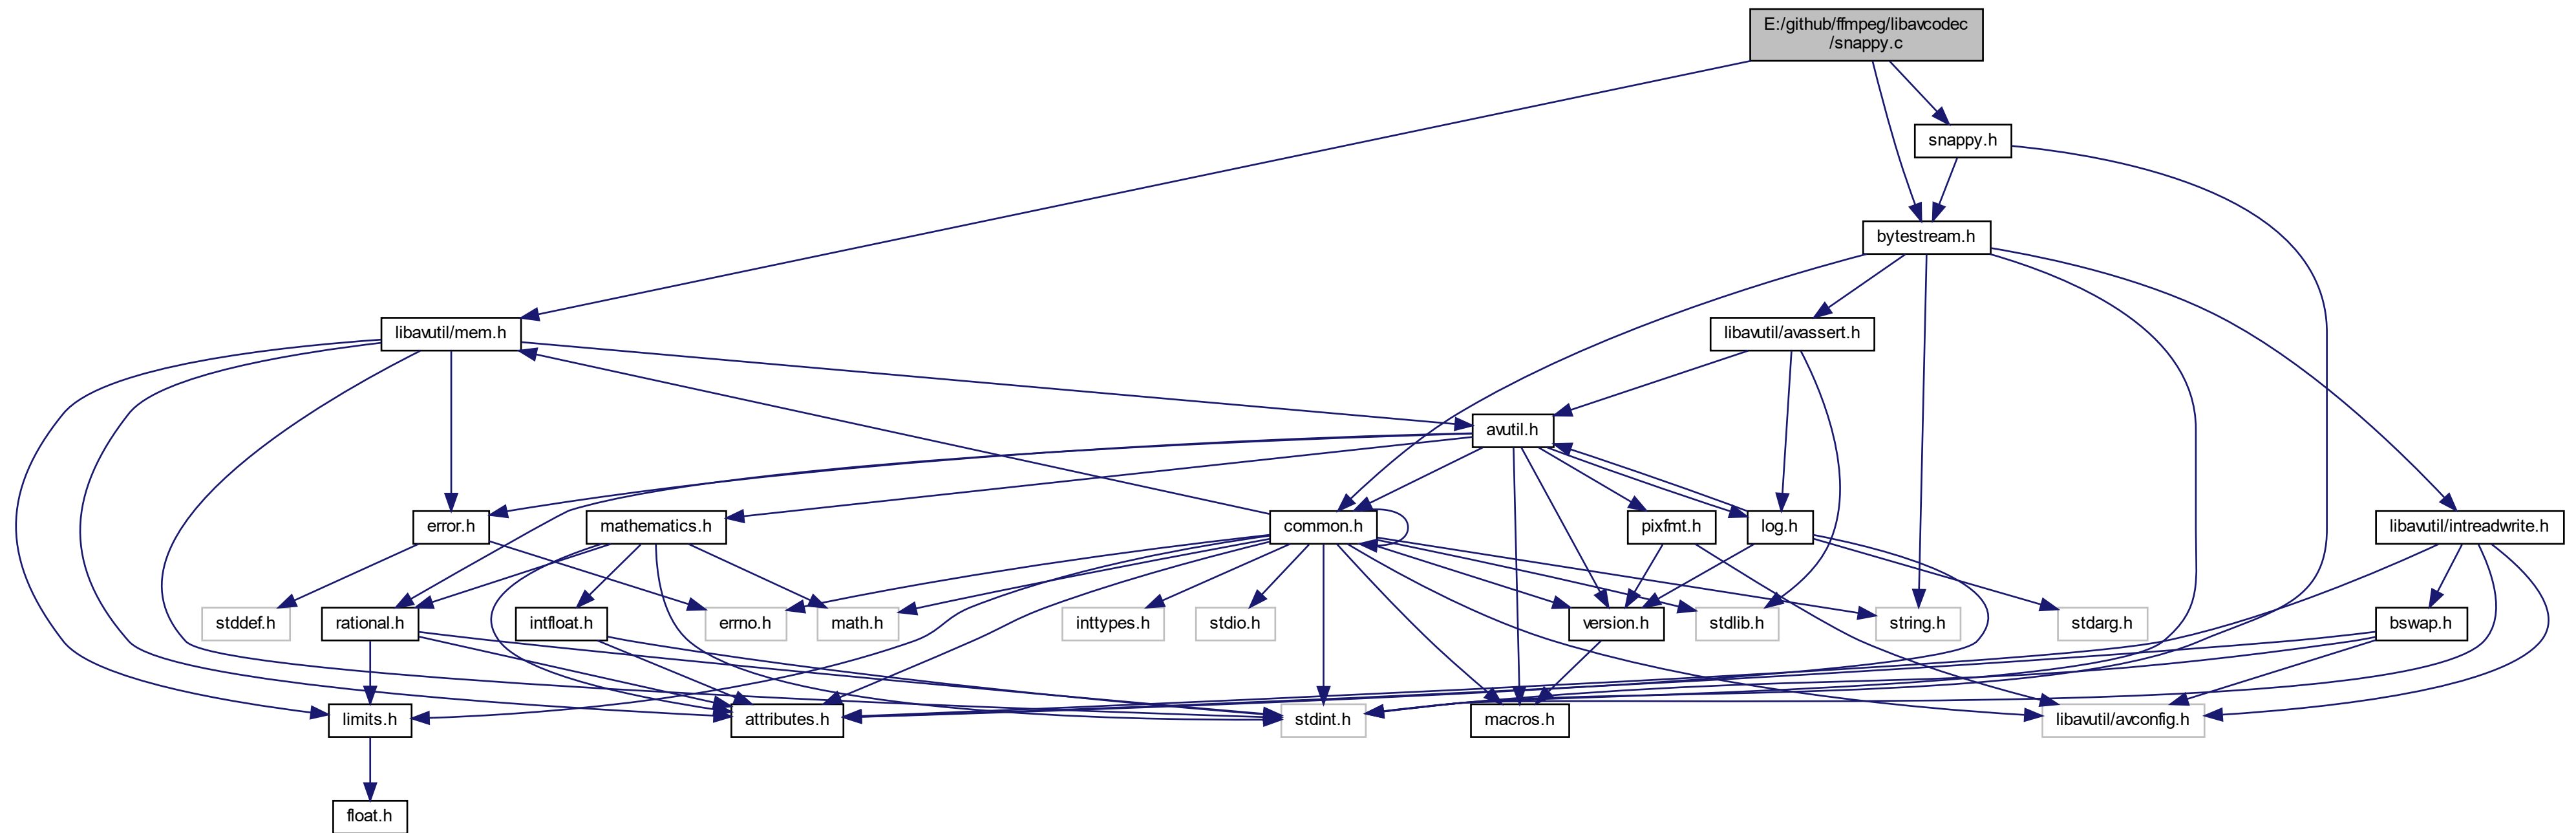 E:/github/ffmpeg/libavcodec
/snappy.c
snappy.h
bytestream.h
libavutil/mem.h
libavutil/avassert.h
avutil.h
error.h
mathematics.h
common.h
pixfmt.h
log.h
libavutil/intreadwrite.h
stddef.h
rational.h
intfloat.h
errno.h
math.h
inttypes.h
stdio.h
version.h
stdlib.h
string.h
stdarg.h
bswap.h
limits.h
attributes.h
stdint.h
macros.h
libavutil/avconfig.h
float.h